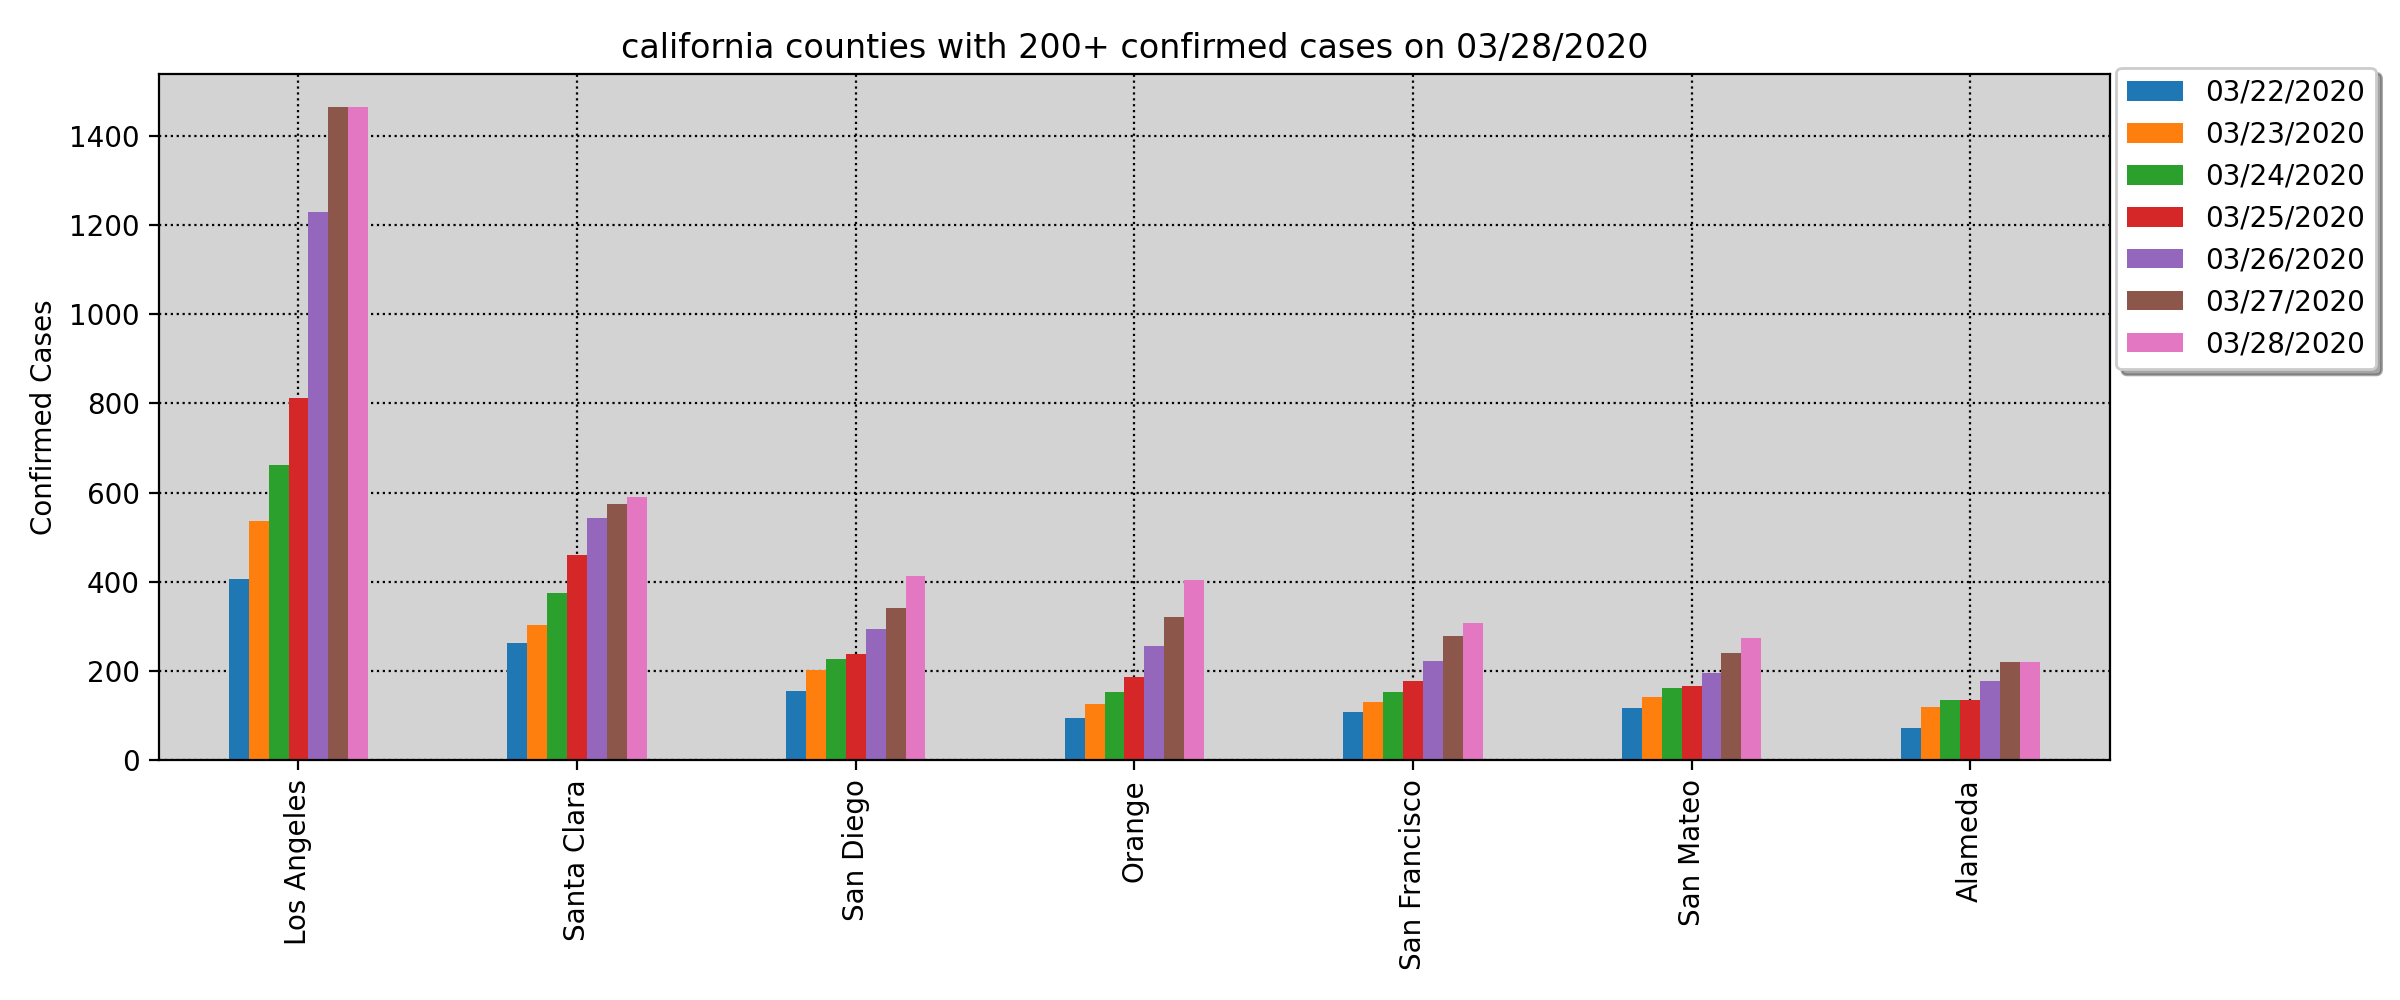 california counties with 200+ confirmed cases on 03/28/2020
Confirmed Cases
1400
1200
1000
800
600
400
200
0
Los Angeles
Santa Clara
San Diego
Orange
San Francisco
San Mateo
Alameda
03/22/2020
03/23/2020
03/24/2020
03/25/2020
03/26/2020
03/27/2020
03/28/2020